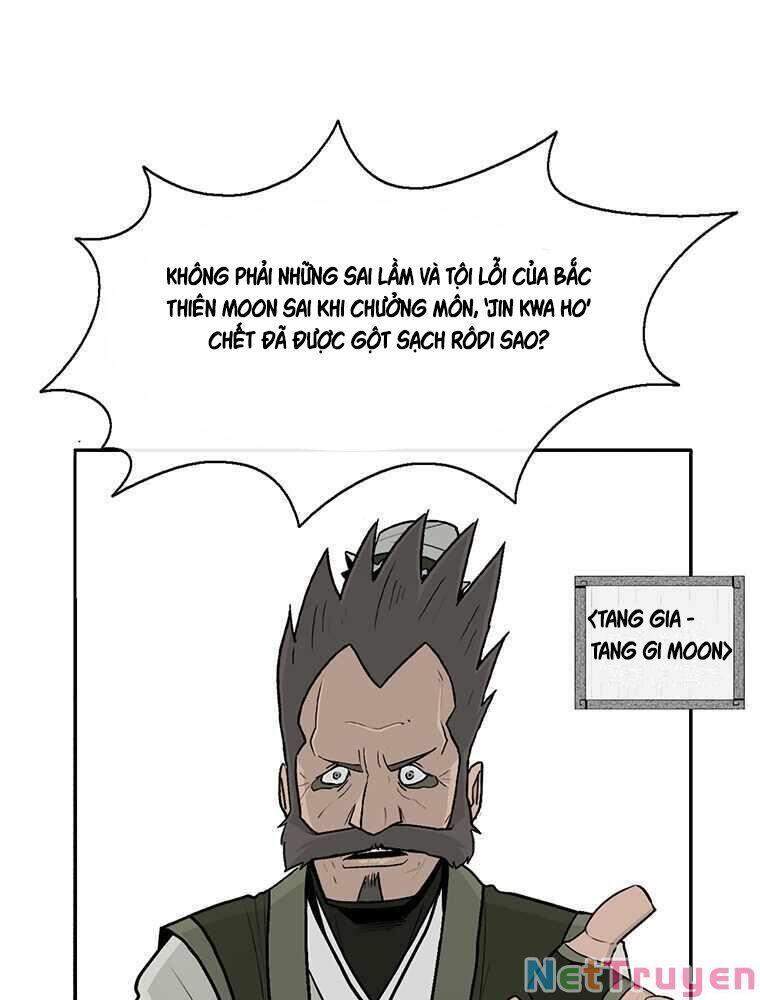 KHÔNG PHẢI NHỮNG SAI LẦM VÀ TỘI LỖI CỦA BẮC
THIÊN MOON SAI KHI CHƯỞNG MÔN, 'JIN KWA HO'
CHẾT ĐÃ ĐƯỢC GỘT SẠCH RÔDI SAO?
<TANG GIA -
TANG GI MOON>
NetTruyen